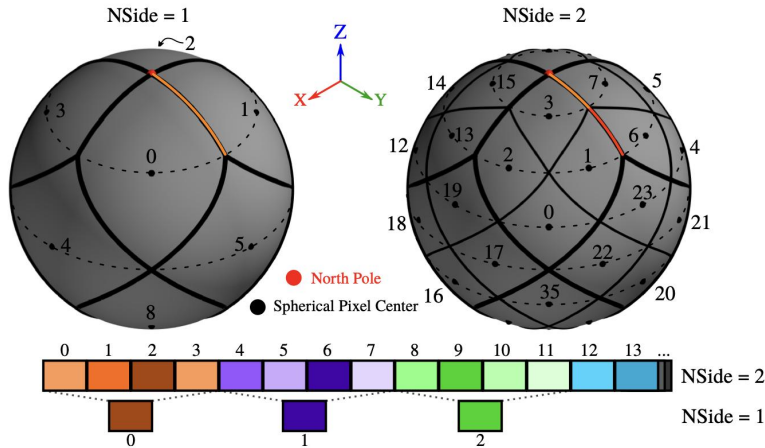 NSide = 1
NSide = 2
2
3
1
0
4
5
8
Z
X
Y
North Pole
Spherical Pixel Center
14
15
7
5
3
12
13
6
4
2
1
19
23
18
0
21
17
22
16
35
20
0 1 2 3 4 5 6 7 8 9 10 11 12 13 ...
NSide = 2
NSide = 1
0 1 2